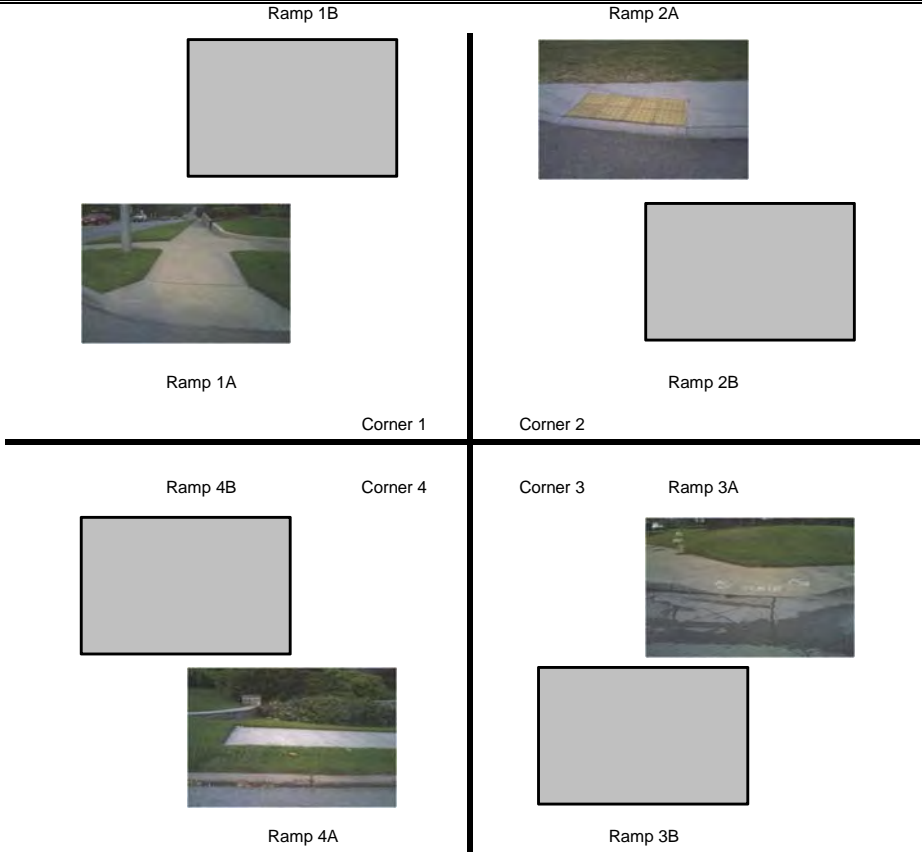 Ramp 1B Ramp 2A
Ramp 1A Ramp 2B
Corner 1 Corner 2
Ramp 4B Corner 4 Corner 3 Ramp 3A
Ramp 4A Ramp 3B